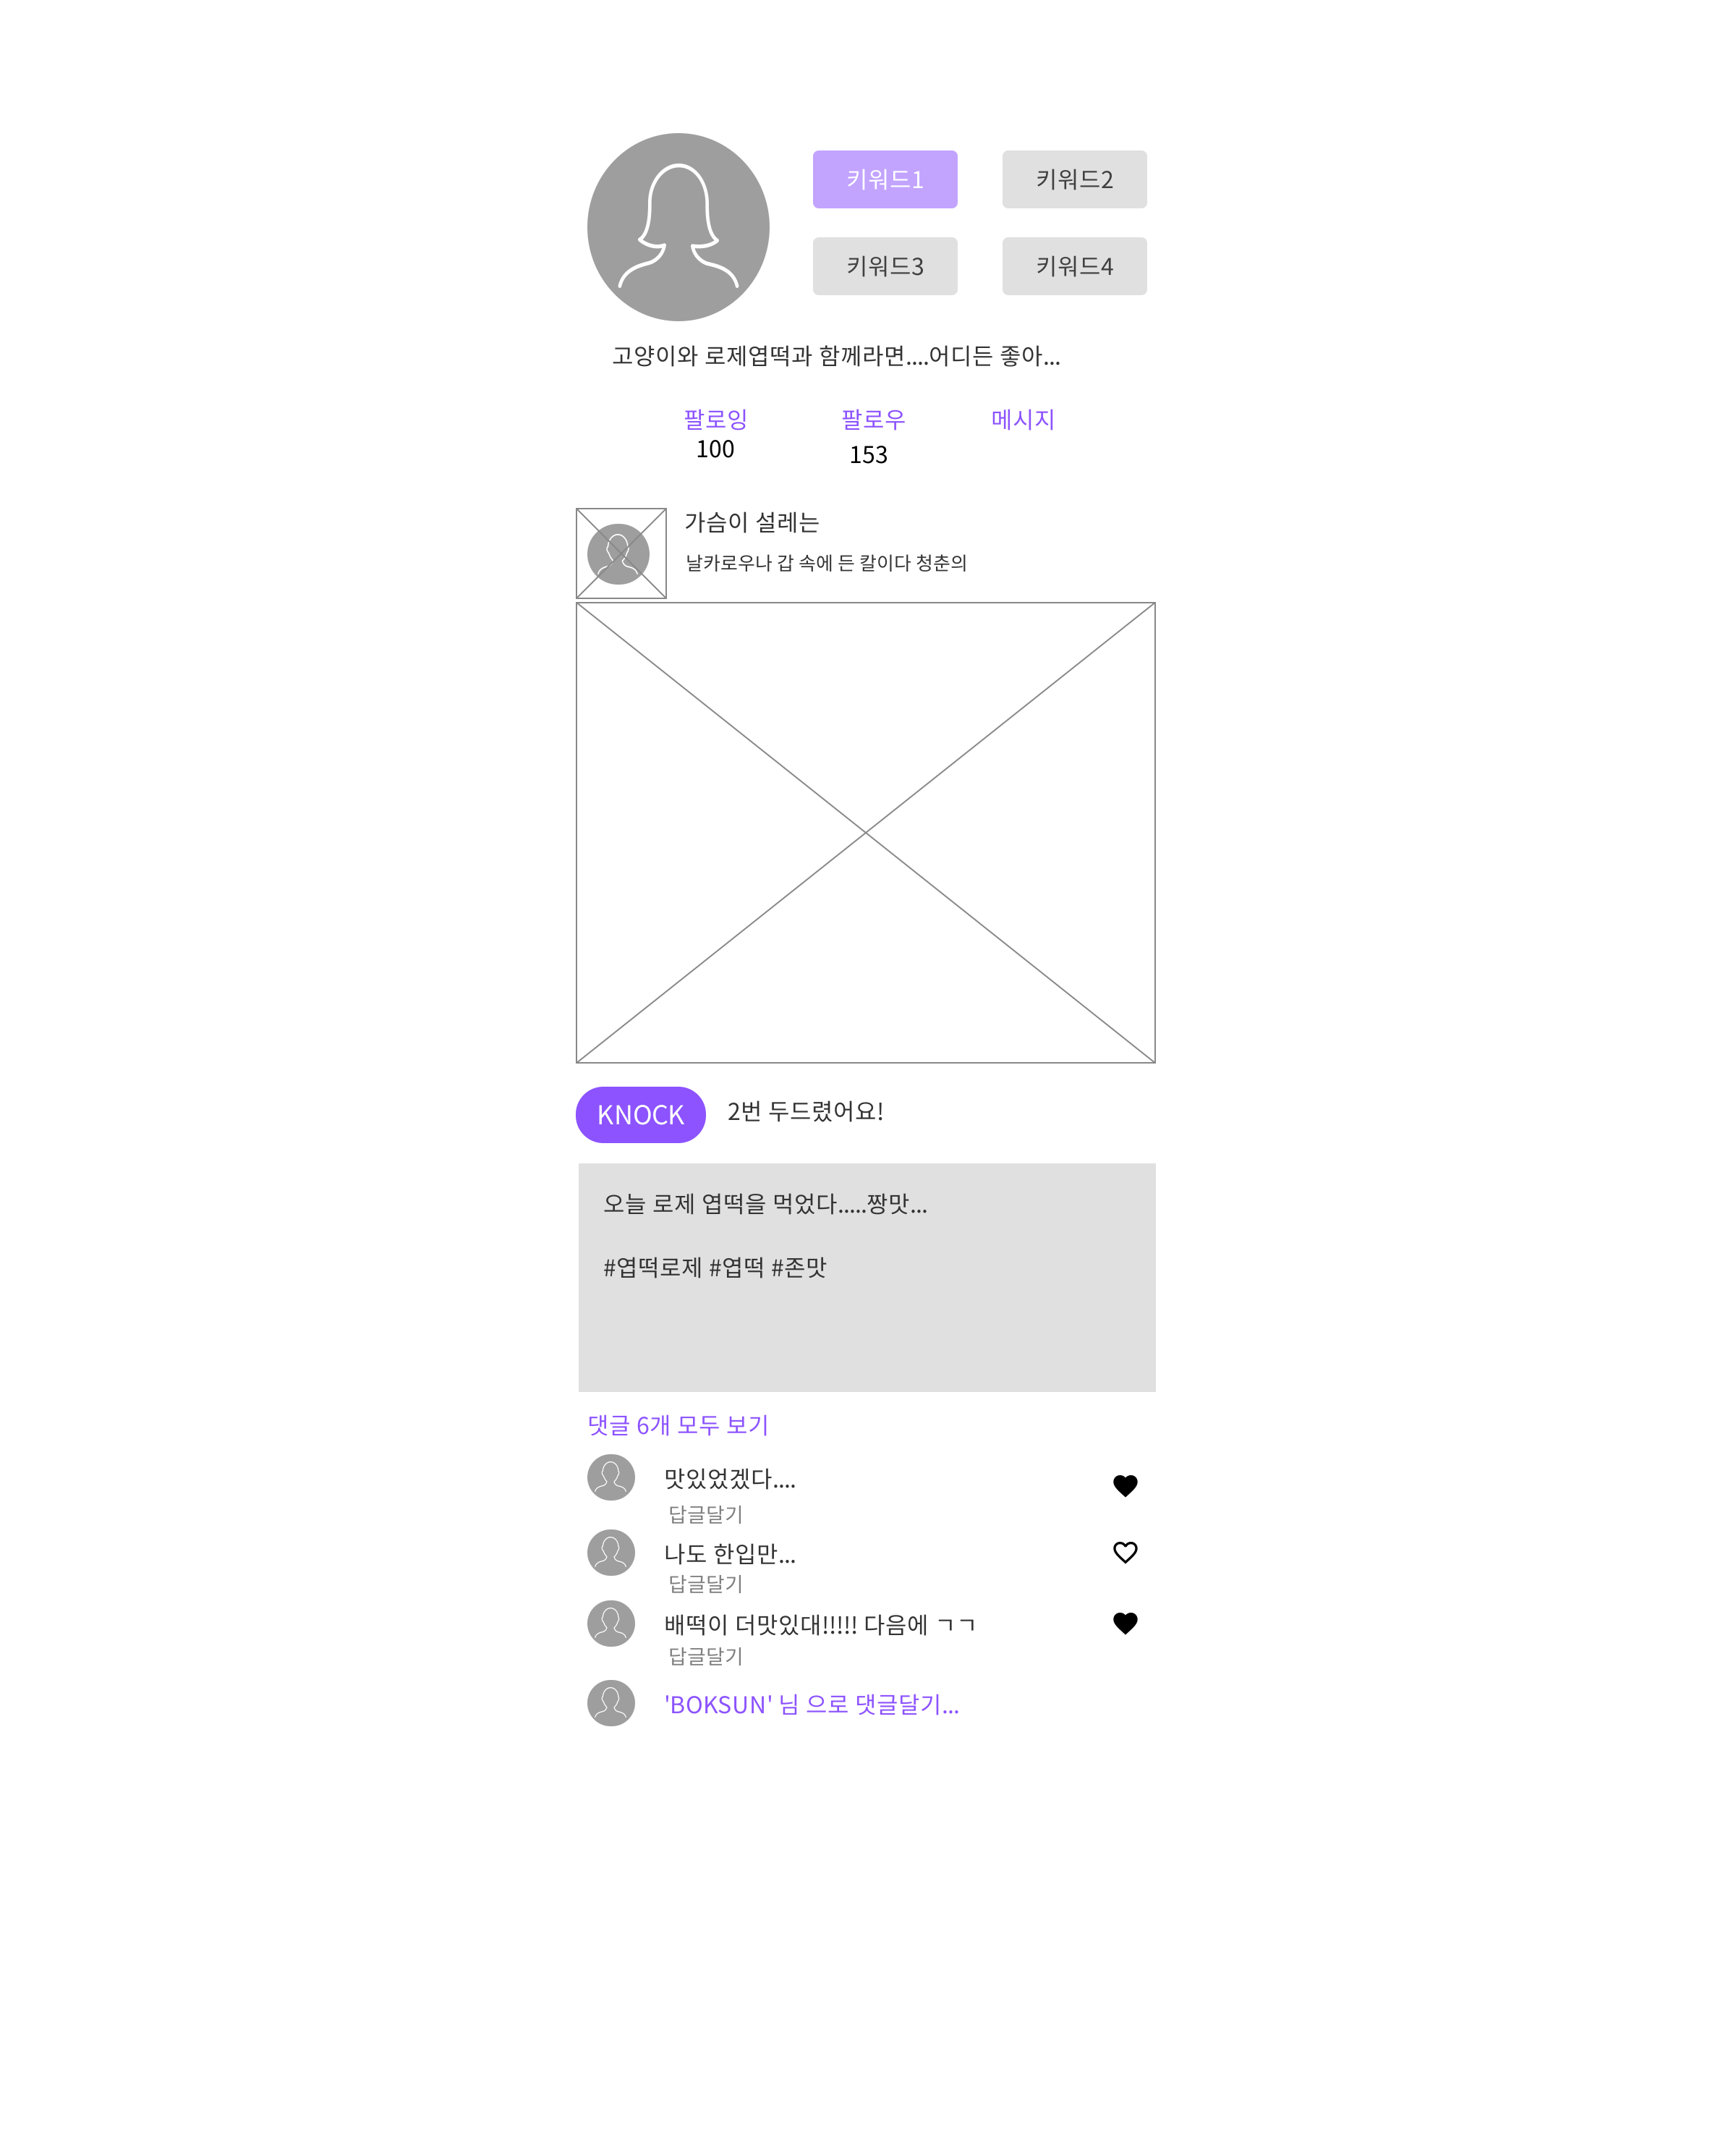 키워드1 키워드2
키워드3 키워드4
고양이와 로제엽떡과 함께라면....어디든 좋아...
팔로잉 팔로우 메시지
100 153
가슴이 설레는
날카로우나 갑 속에 든 칼이다 청춘의
KNOCK 2번 두드렸어요!
오늘 로제 엽떡을 먹었다.....짱맛...
#엽떡로제 #엽떡 #존맛
댓글 6개 모두 보기
맛있었겠다....
답글달기
나도 한입만...
답글달기
배떡이 더맛있대!!!!! 다음에 ㄱㄱ
답글달기
'BOKSUN' 님 으로 댓글달기...